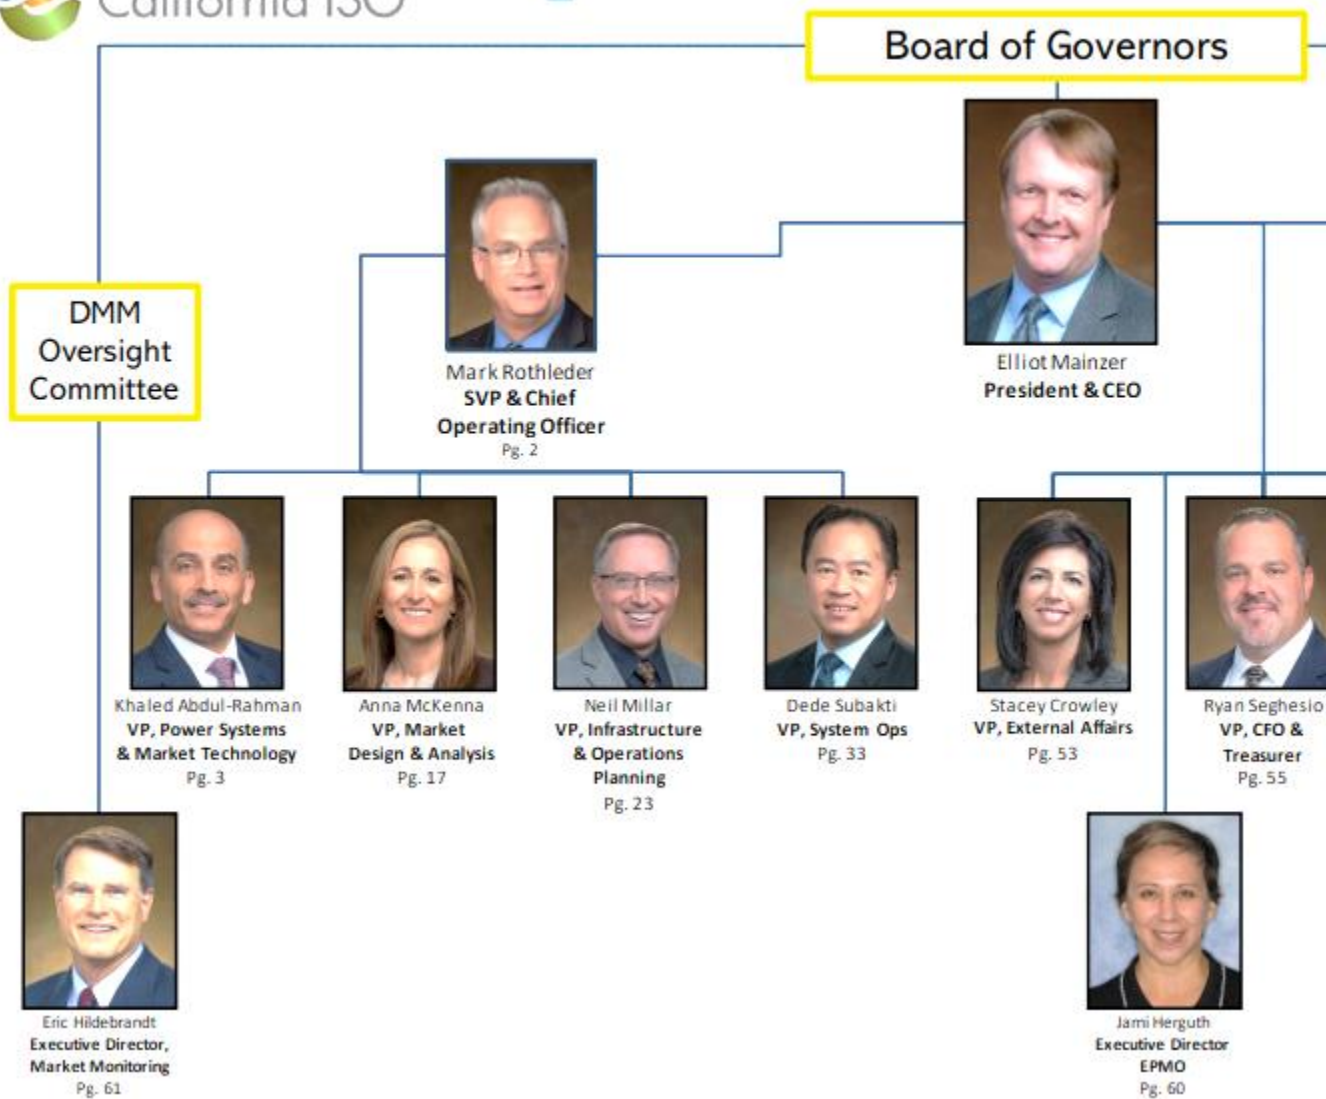 California ISO
Board of Governors
DMM
Oversight
Committee
Mark Rothleder
SVP & Chief
Operating Officer
Pg. 2
Elliot Mainzer
President & CEO
Khaled Abdul-Rahman
VP, Power Systems
& Market Technology
Pg. 3
Anna McKenna
VP, Market
Design & Analysis
Pg. 17
Neil Millar
VP, Infrastructure
& Operations
Planning
Pg. 23
Dede Subakti
VP, System Ops
Pg. 33
Stacey Crowley
VP, External Affairs
Pg. 53
Ryan Seghesio
VP, CFO &
Treasurer
Pg. 55
Eric Hildebrandt
Executive Director,
Market Monitoring
Pg. 61
Jami Herguth
Executive Director
EPMO
Pg. 60